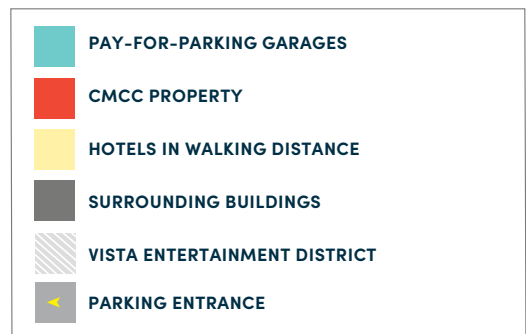 PAY-FOR-PARKING GARAGES
CMCC PROPERTY
HOTELS IN WALKING DISTANCE
SURROUNDING BUILDINGS
VISTA ENTERTAINMENT DISTRICT
PARKING ENTRANCE